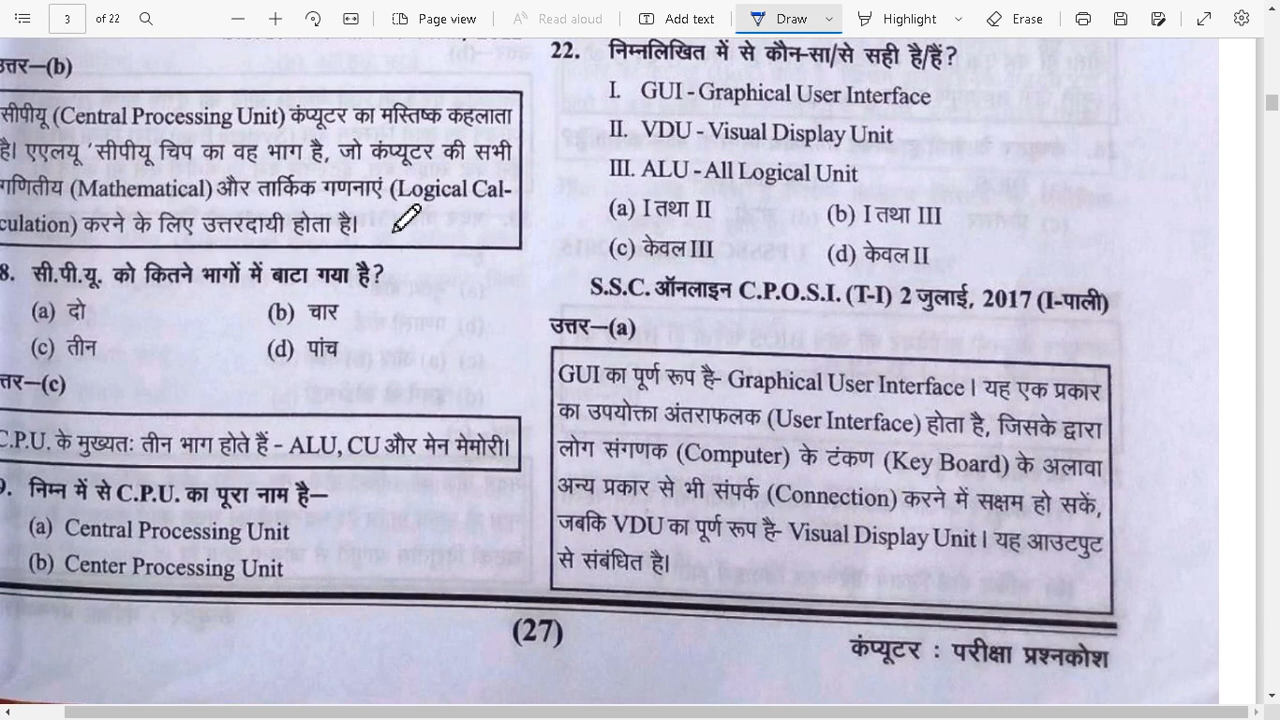 3
of 22
Page view
Read aloud
Add text
Draw
Highlight
Erase
उत्तर–(b)
सीपीयू (Central Processing Unit) कंप्यूटर का मस्तिष्क कहलाता
है। एएलयू सीपीयू चिप का वह भाग है, जो कंप्यूटर की सभी
गणितीय (Mathematical) और तार्किक गणनाएं (Logical Cal-
culation) करने के लिए उत्तरदायी होता है।
8. सी.पी.यू. को कितने भागों में बाटा गया है?
(a) दो (b) चार
(c) तीन (d) पांच
त्तर–(c)
C.P.U. के मुख्यतः तीन भाग होते हैं - ALU, CU और मेन मेमोरी।
9. निम्न में से C.P.U. का पूरा नाम है–
(a) Central Processing Unit
(b) Center Processing Unit
22. निम्नलिखित में से कौन-सा/से सही है/हैं?
I. GUI - Graphical User Interface
II. VDU - Visual Display Unit
III. ALU - All Logical Unit
(a) I तथा II (b) I तथा III
(c) केवल III (d) केवल II
S.S.C. ऑनलाइन C.P.O.S.I. (T-I) 2 जुलाई, 2017 (I-पाली)
उत्तर–(a)
GUI का पूर्ण रूप है- Graphical User Interface। यह एक प्रकार
का उपयोक्ता अंतराफलक (User Interface) होता है, जिसके द्वारा
लोग संगणक (Computer) के टंकण (Key Board) के अलावा
अन्य प्रकार से भी संपर्क (Connection) करने में सक्षम हो सकें,
जबकि VDU का पूर्ण रूप है- Visual Display Unit। यह आउटपुट
से संबंधित है।
(27)
कंप्यूटर : परीक्षा प्रश्नकोश